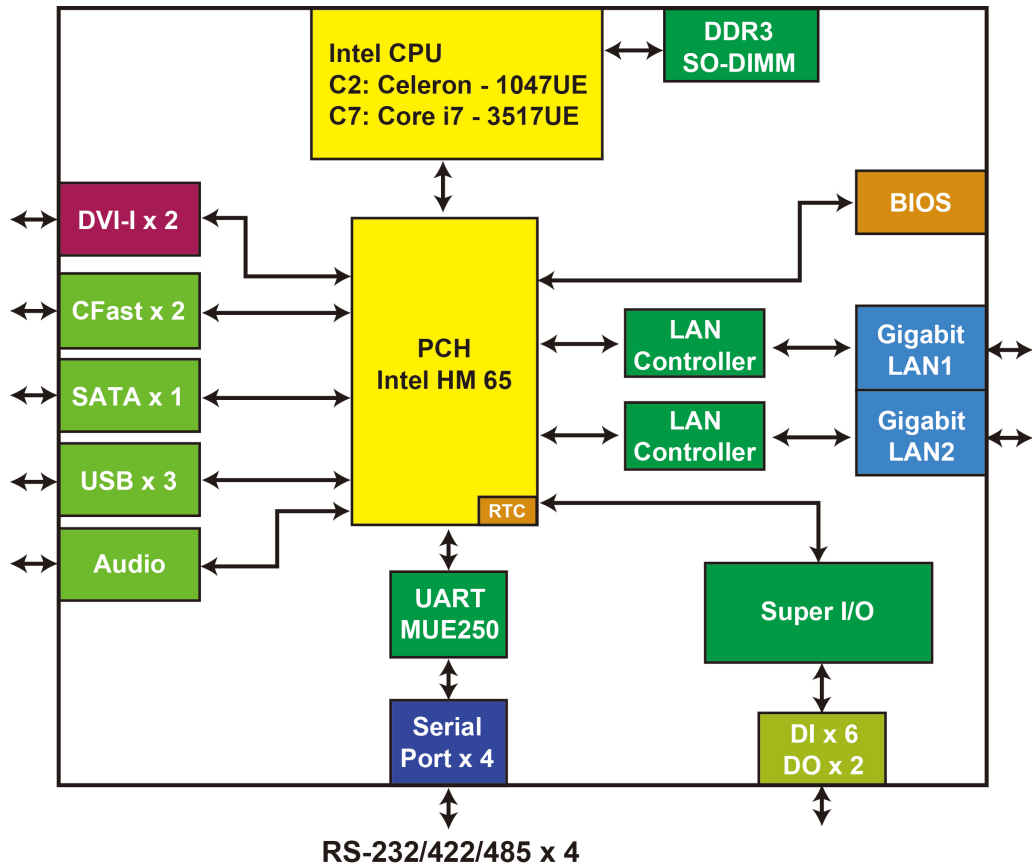 Intel CPU
C2: Celeron - 1047UE
C7: Core i7 - 3517UE
DDR3
SO-DIMM
DVI-I x 2
BIOS
CFast x 2
PCH
Intel HM 65
LAN
Controller
Gigabit
LAN1
SATA x 1
LAN
Controller
Gigabit
LAN2
USB x 3
RTC
Audio
UART
MUE250
Super I/O
Serial
Port x 4
DI x 6
DO x 2
RS-232/422/485 x 4